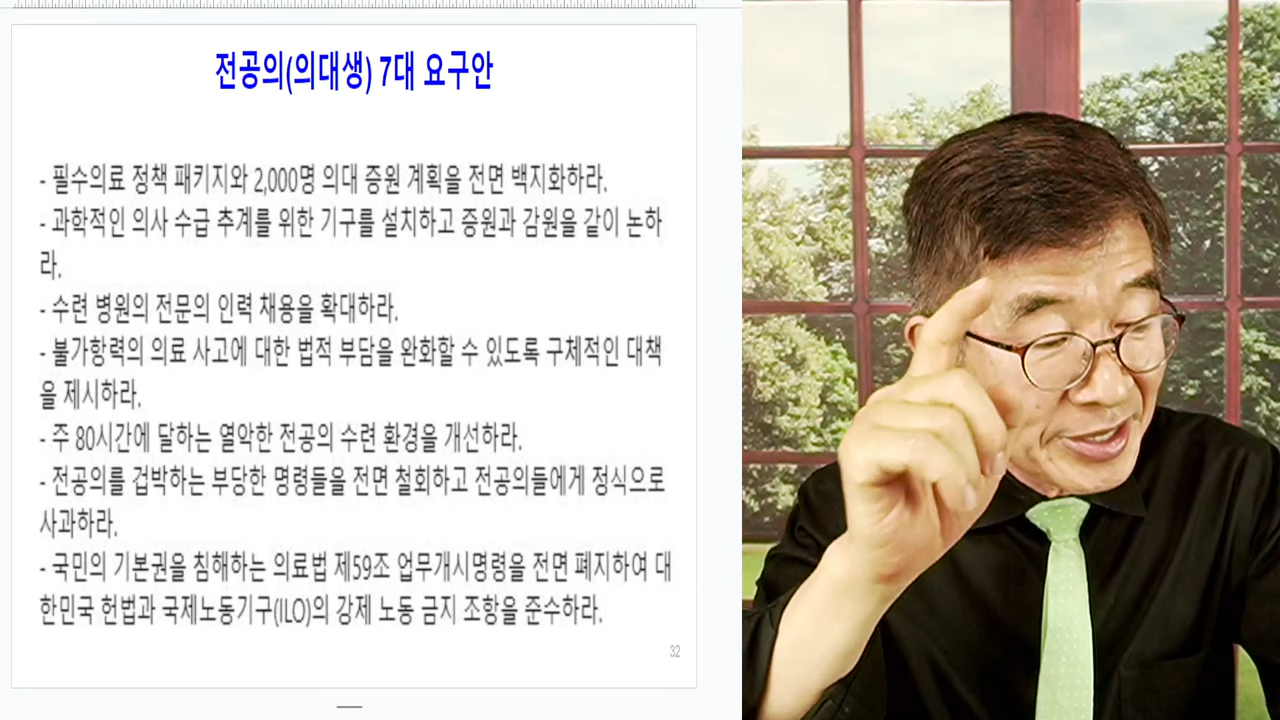 전공의(의대생) 7대 요구안
- 필수의료 정책 패키지와 2,000명 의대 증원 계획을 전면 백지화하라.
- 과학적인 의사 수급 추계를 위한 기구를 설치하고 증원과 감원을 같이 논하
라.
- 수련 병원의 전문의 인력 채용을 확대하라.
- 불가항력의 의료 사고에 대한 법적 부담을 완화할 수 있도록 구체적인 대책
을 제시하라.
- 주 80시간에 달하는 열악한 전공의 수련 환경을 개선하라.
- 전공의를 겁박하는 부당한 명령들을 전면 철회하고 전공의들에게 정식으로
사과하라.
- 국민의 기본권을 침해하는 의료법 제59조 업무개시명령을 전면 폐지하여 대
한민국 헌법과 국제노동기구(ILO)의 강제 노동 금지 조항을 준수하라.
32